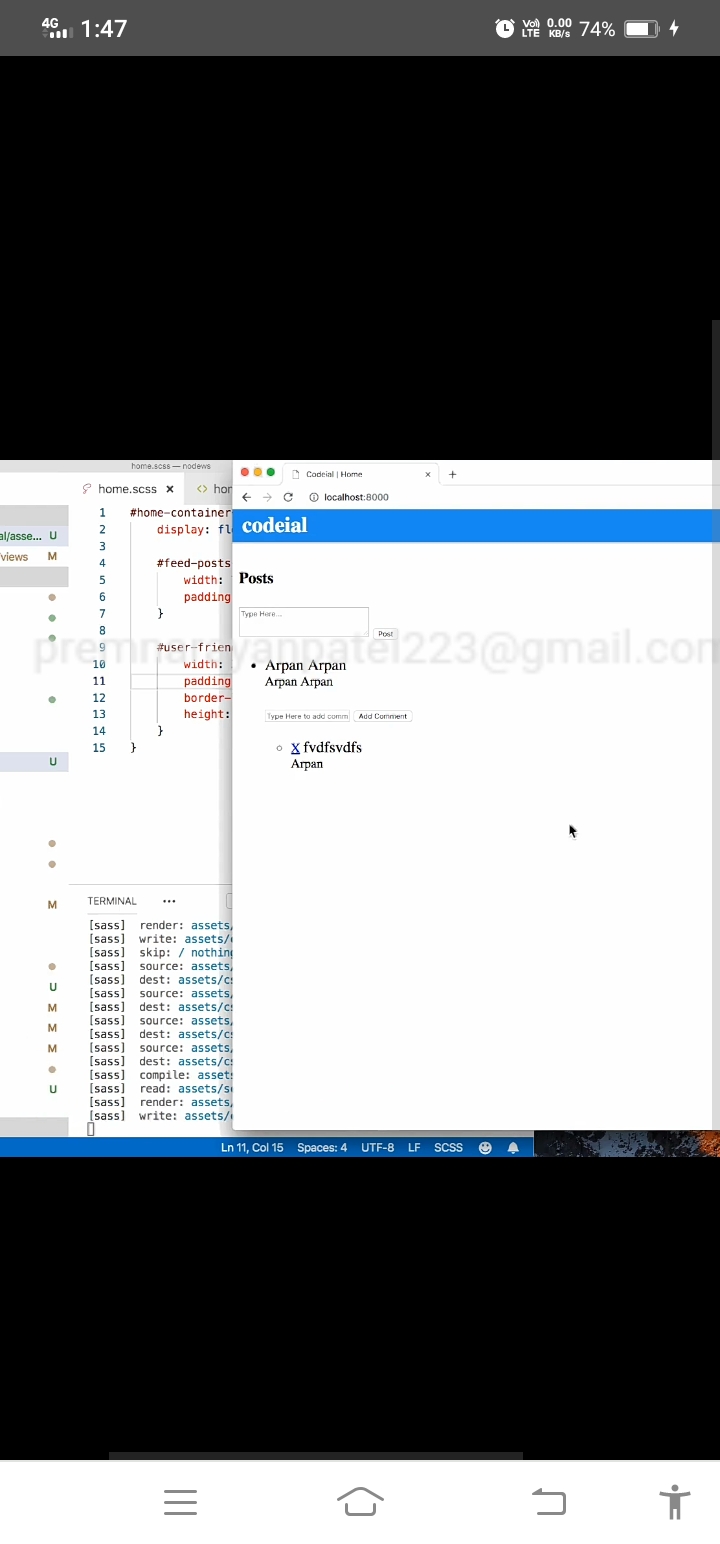 4G 1:47 Vo) LTE 0.00 KB/s 74%
home.scss — nodews
home.scss × <> hor
Codeial | Home × +
localhost:8000
al/asse... U
views M
U
M
U
M
M
M
U
1 #home-container
2 display: fl
3
4 #feed-posts
5 width:
6 padding
7 }
8
9 #user-frien
10 width:
11 padding
12 border-
13 height:
14 }
15 }
codeial
Posts
Type Here...
Post
• Arpan Arpan
Arpan Arpan
Type Here to add comm Add Comment
X fvdfsvdfs
Arpan
TERMINAL ...
[sass] render: assets/
[sass] write: assets/
[sass] skip: / nothing
[sass] source: assets/
[sass] dest: assets/cs
[sass] source: assets/
[sass] dest: assets/cs
[sass] source: assets/
[sass] dest: assets/cs
[sass] source: assets/
[sass] dest: assets/cs
[sass] compile: assets
[sass] read: assets/s
[sass] render: assets/
[sass] write: assets/
Ln 11, Col 15 Spaces: 4 UTF-8 LF SCSS